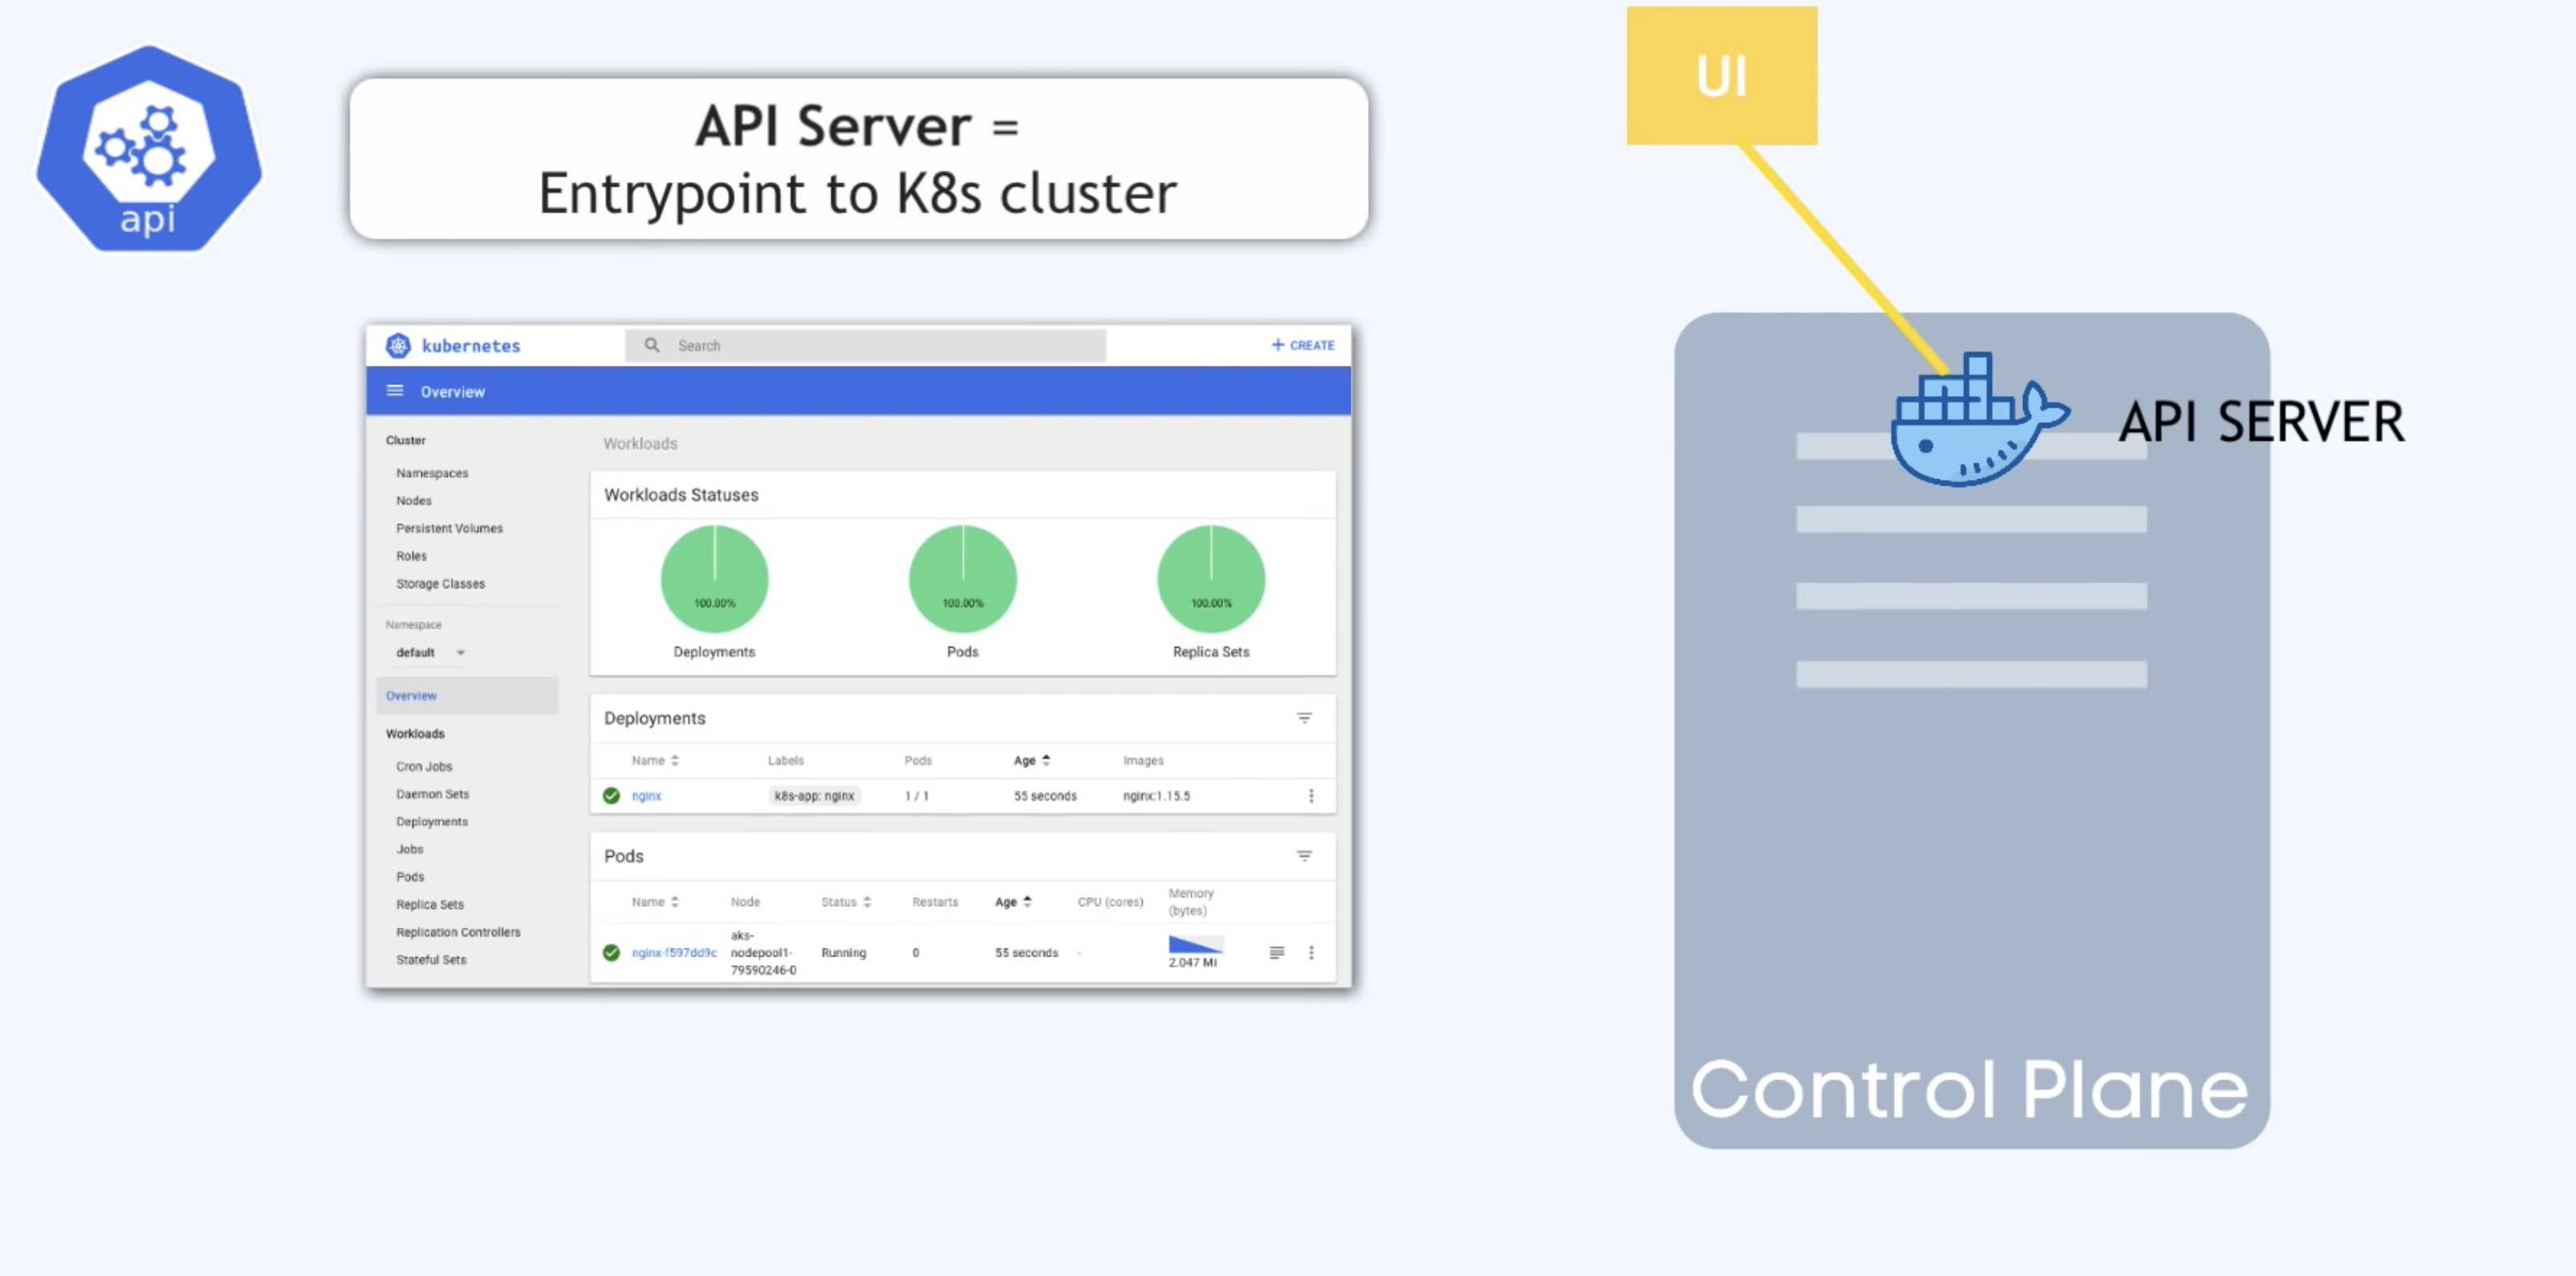 api
API Server =
Entrypoint to K8s cluster
UI
API SERVER
Control Plane
kubernetes
Search
+ CREATE
Overview
Cluster
Namespaces
Nodes
Persistent Volumes
Roles
Storage Classes
Namespace
default
Overview
Workloads
Cron Jobs
Daemon Sets
Deployments
Jobs
Pods
Replica Sets
Replication Controllers
Stateful Sets
Workloads
Workloads Statuses
100.00% 100.00% 100.00%
Deployments Pods Replica Sets
Deployments
Name Labels Pods Age Images
nginx k8s-app: nginx 1 / 1 55 seconds nginx:1.15.5
Pods
Name Node Status Restarts Age CPU (cores) Memory
(bytes)
aks-
nginx-f597dd9c nodepool1- Running 0 55 seconds -
79590246-0 2.047 Mi